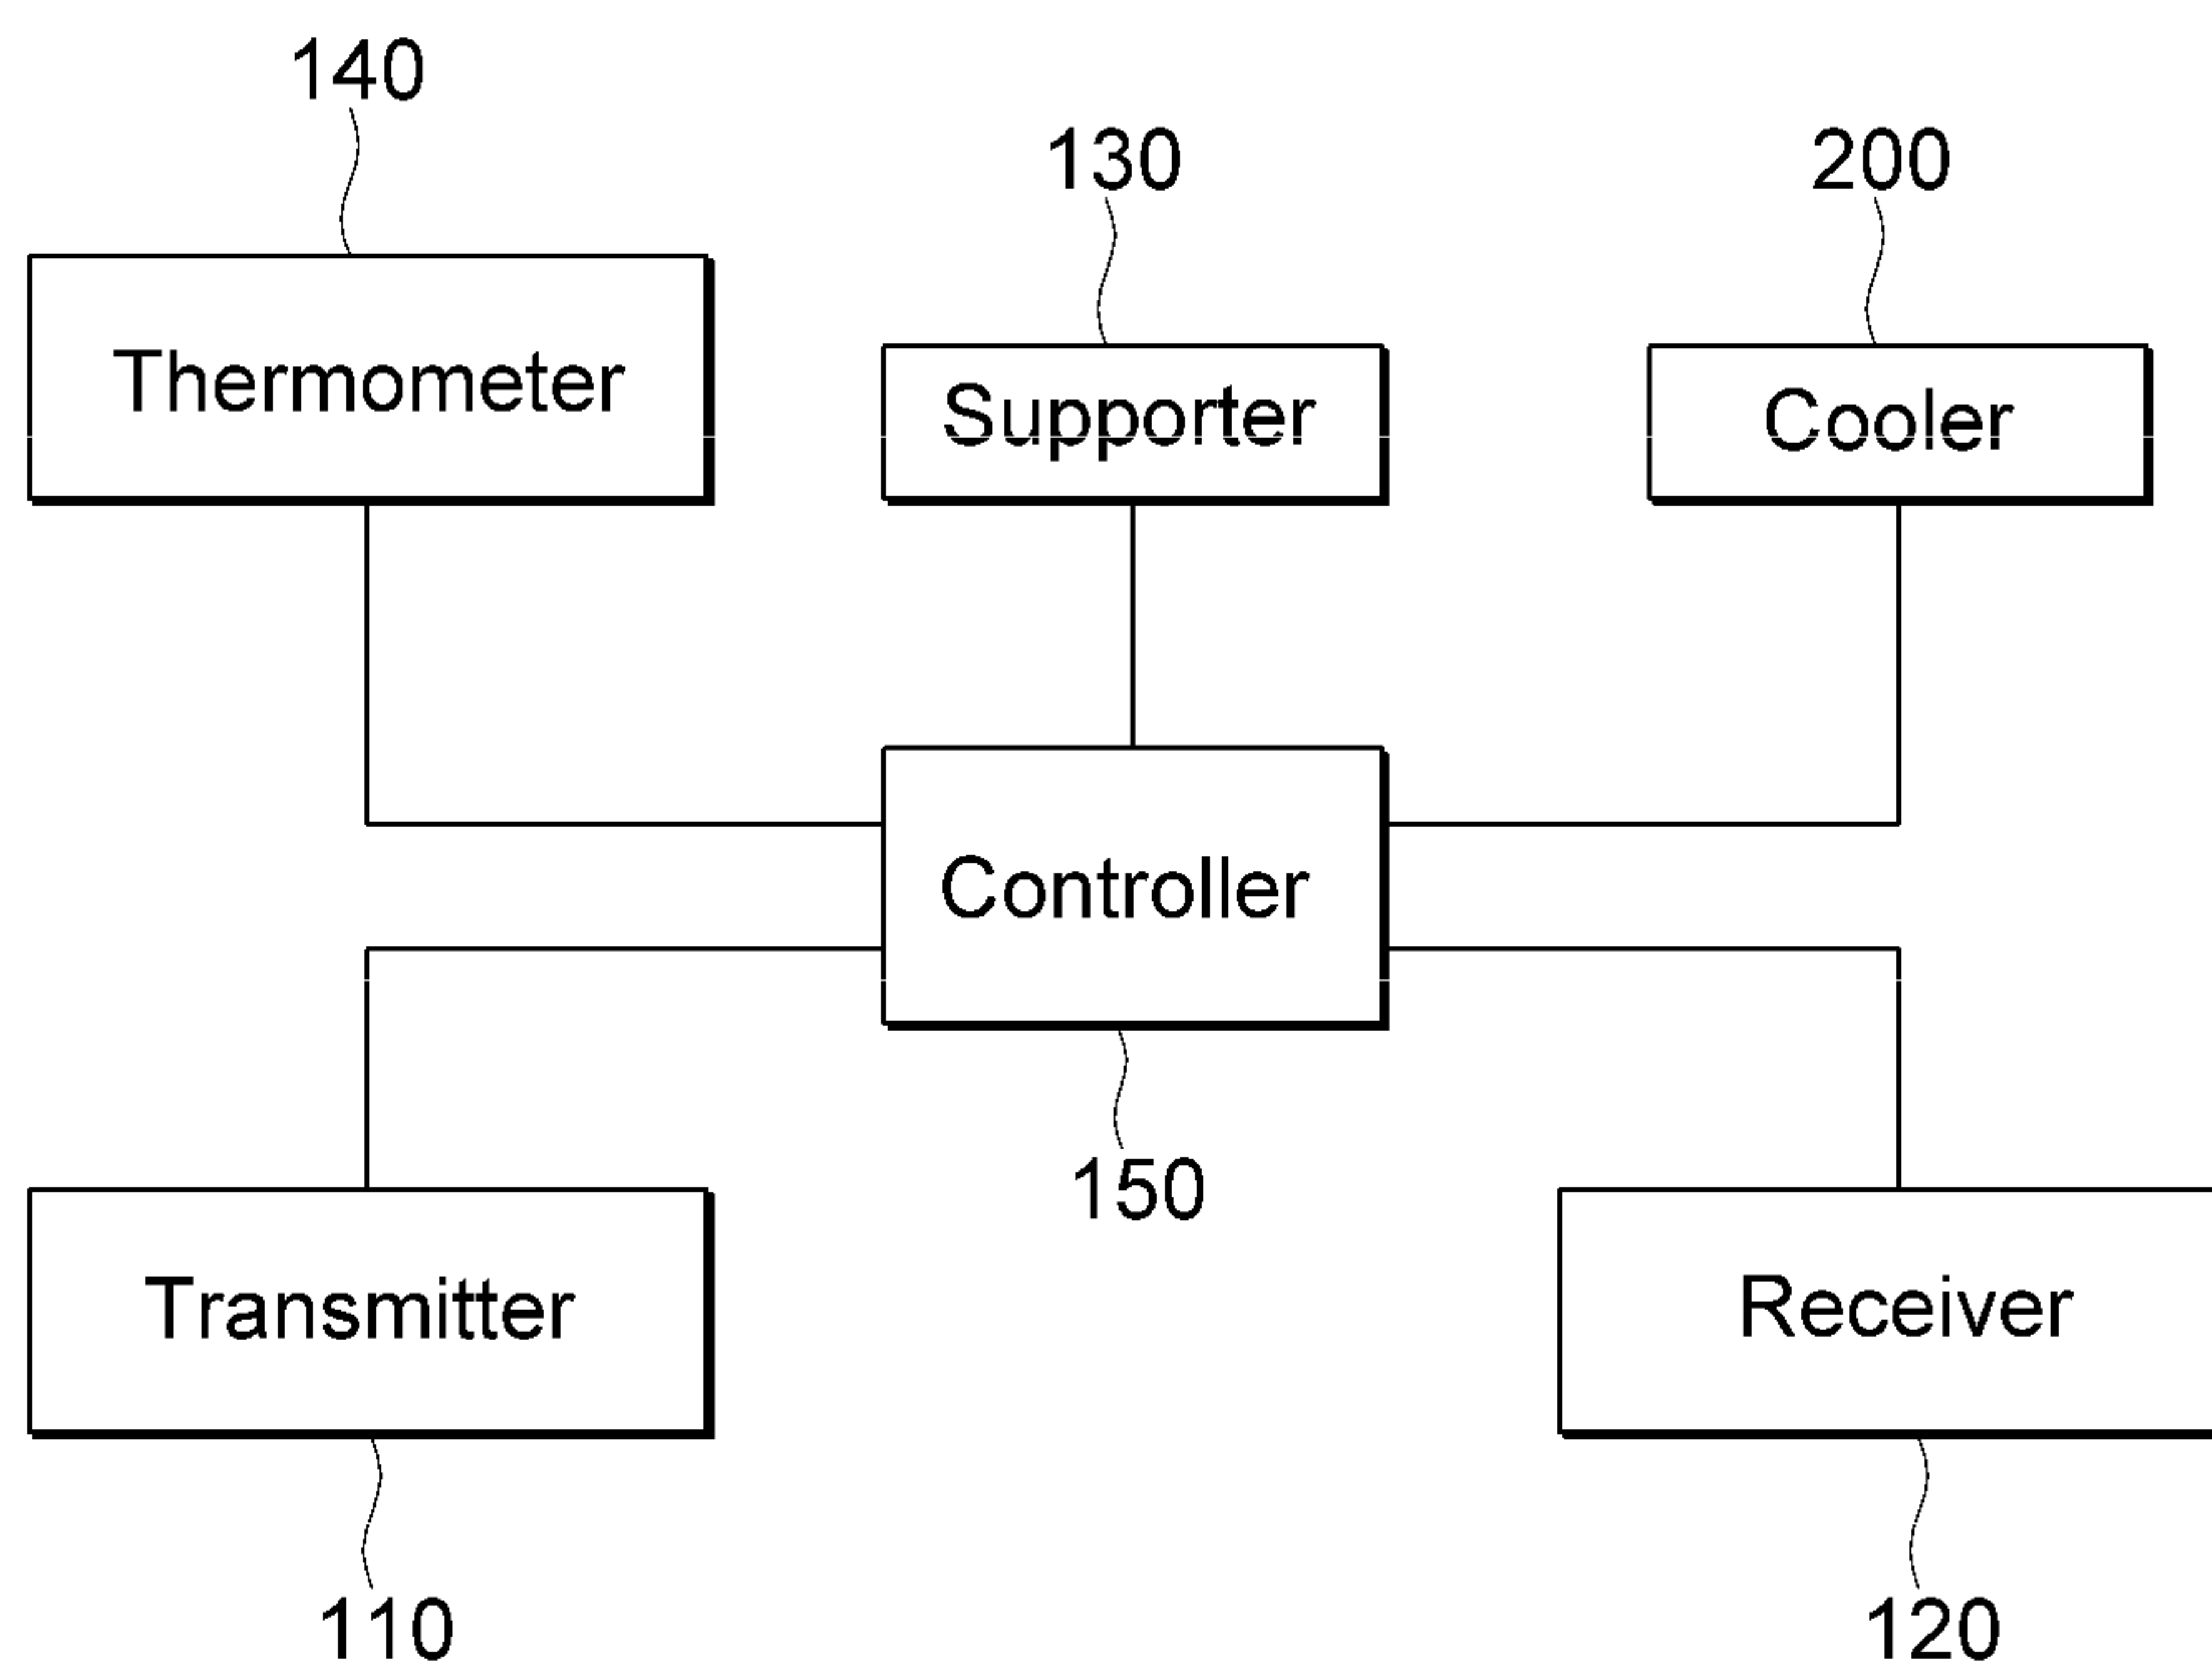 140
130
200
Thermometer
Supporter
Cooler
Controller
150
Transmitter
Receiver
110
120